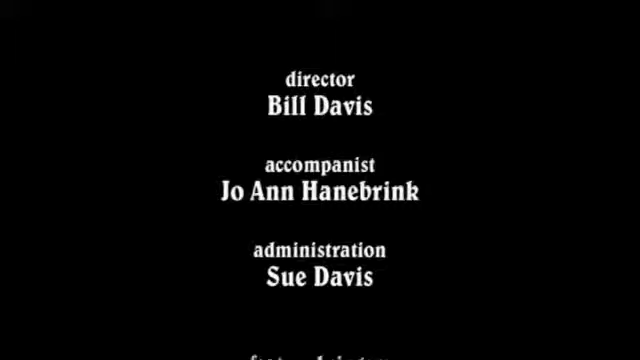 director
Bill Davis
accompanist
Jo Ann Hanebrink
administration
Sue Davis